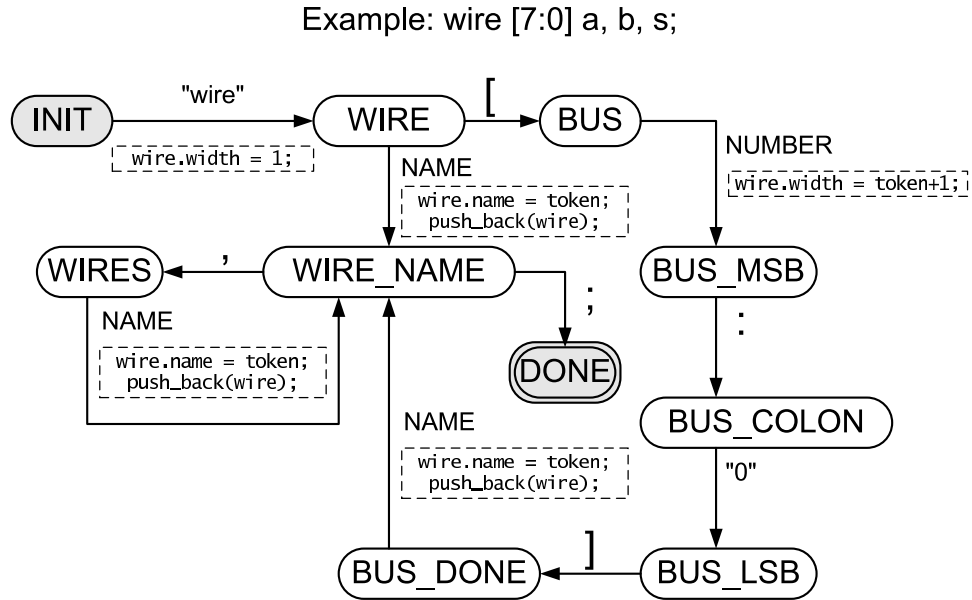 Example: wire [7:0] a, b, s;
INIT
"wire"
wire.width = 1;
WIRE
[
BUS
NUMBER
wire.width = token+1;
NAME
wire.name = token;
push_back(wire);
WIRES
,
WIRE_NAME
;
BUS_MSB
:
NAME
wire.name = token;
push_back(wire);
DONE
BUS_COLON
NAME
wire.name = token;
push_back(wire);
"0"
BUS_DONE
]
BUS_LSB